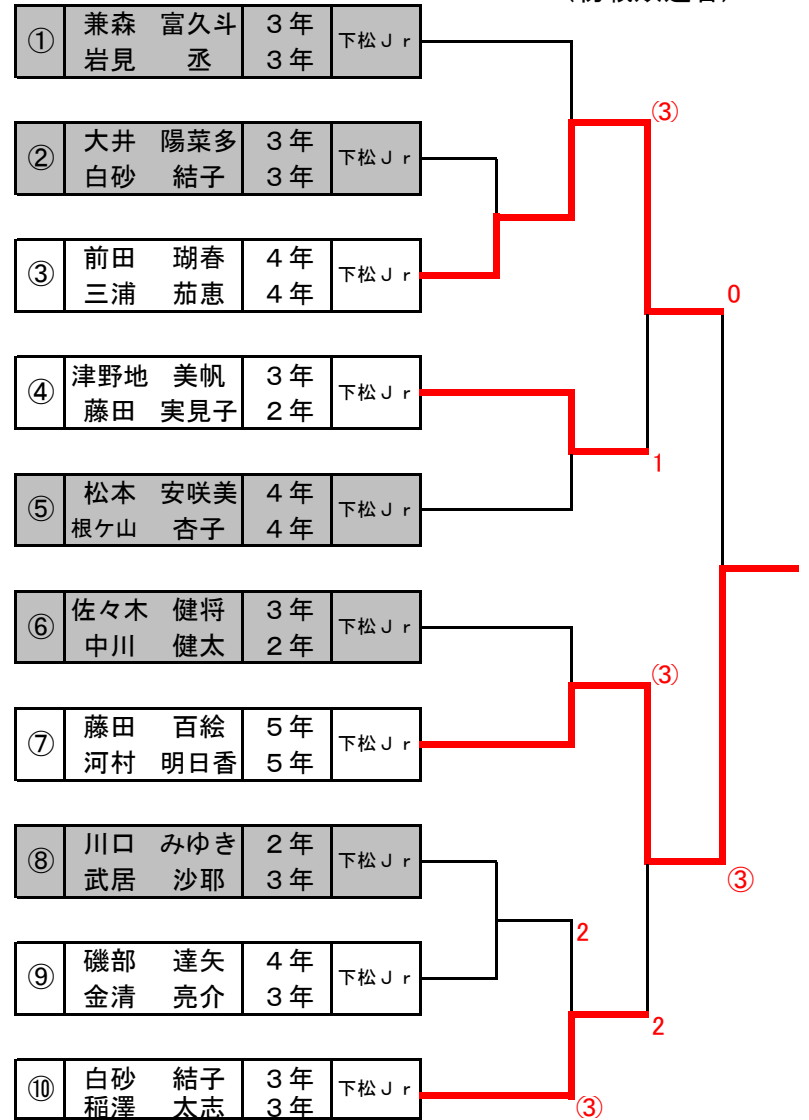 ① 兼森 富久斗 3年 下松Jr
岩見 丞 3年
(3)
② 大井 陽菜多 3年 下松Jr
白砂 結子 3年
③ 前田 瑚春 4年 下松Jr
三浦 茄恵 4年
0
④ 津野地 美帆 3年 下松Jr
藤田 実見子 2年
1
⑤ 松本 安咲美 4年 下松Jr
根ケ山 杏子 4年
⑥ 佐々木 健将 3年 下松Jr
中川 健太 2年
(3)
⑦ 藤田 百絵 5年 下松Jr
河村 明日香 5年
⑧ 川口 みゆき 2年 下松Jr
武居 沙耶 3年
③
2
⑨ 磯部 達矢 4年 下松Jr
金清 亮介 3年
2
⑩ 白砂 結子 3年 下松Jr
稲澤 太志 3年
(3)